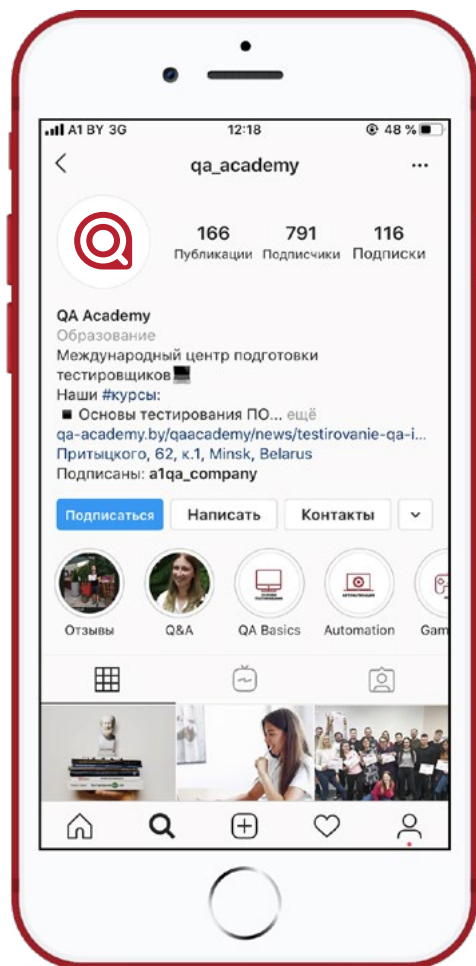 A1 BY 3G 12:18 48 %
qa_academy
166 791 116
Публикации Подписчики Подписки
QA Academy
Образование
Международный центр подготовки
тестировщиков
Наши #курсы:
Основы тестирования ПО... ещё
qa-academy.by/qaacademy/news/testirovanie-qa-i...
Притыцкого, 62, к.1, Minsk, Belarus
Подписаны: a1qa_company
Подписаться Написать Контакты
Отзывы Q&A QA Basics Automation Gam